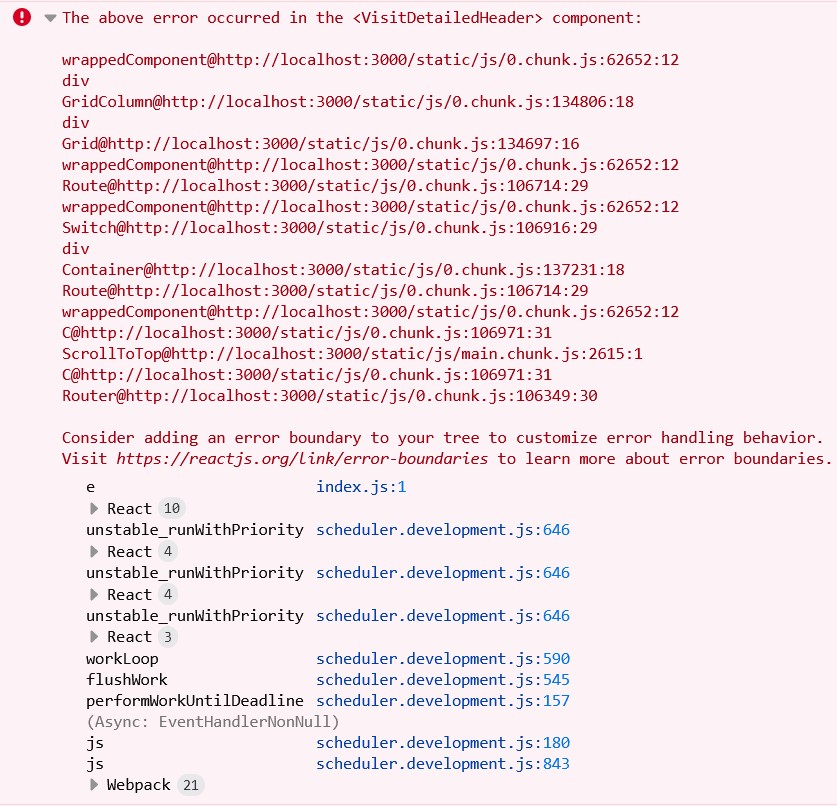 The above error occurred in the <VisitDetailedHeader> component:
wrappedComponent@http://localhost:3000/static/js/0.chunk.js:62652:12
div
GridColumn@http://localhost:3000/static/js/0.chunk.js:134806:18
div
Grid@http://localhost:3000/static/js/0.chunk.js:134697:16
wrappedComponent@http://localhost:3000/static/js/0.chunk.js:62652:12
Route@http://localhost:3000/static/js/0.chunk.js:106714:29
wrappedComponent@http://localhost:3000/static/js/0.chunk.js:62652:12
Switch@http://localhost:3000/static/js/0.chunk.js:106916:29
div
Container@http://localhost:3000/static/js/0.chunk.js:137231:18
Route@http://localhost:3000/static/js/0.chunk.js:106714:29
wrappedComponent@http://localhost:3000/static/js/0.chunk.js:62652:12
C@http://localhost:3000/static/js/0.chunk.js:106971:31
ScrollToTop@http://localhost:3000/static/js/main.chunk.js:2615:1
C@http://localhost:3000/static/js/0.chunk.js:106971:31
Router@http://localhost:3000/static/js/0.chunk.js:106349:30
Consider adding an error boundary to your tree to customize error handling behavior.
Visit https://reactjs.org/link/error-boundaries to learn more about error boundaries.
e index.js:1
React 10
unstable_runWithPriority scheduler.development.js:646
React 4
unstable_runWithPriority scheduler.development.js:646
React 4
unstable_runWithPriority scheduler.development.js:646
React 3
workLoop scheduler.development.js:590
flushWork scheduler.development.js:545
performWorkUntilDeadline scheduler.development.js:157
(Async: EventHandlerNonNull)
js scheduler.development.js:180
js scheduler.development.js:843
Webpack 21